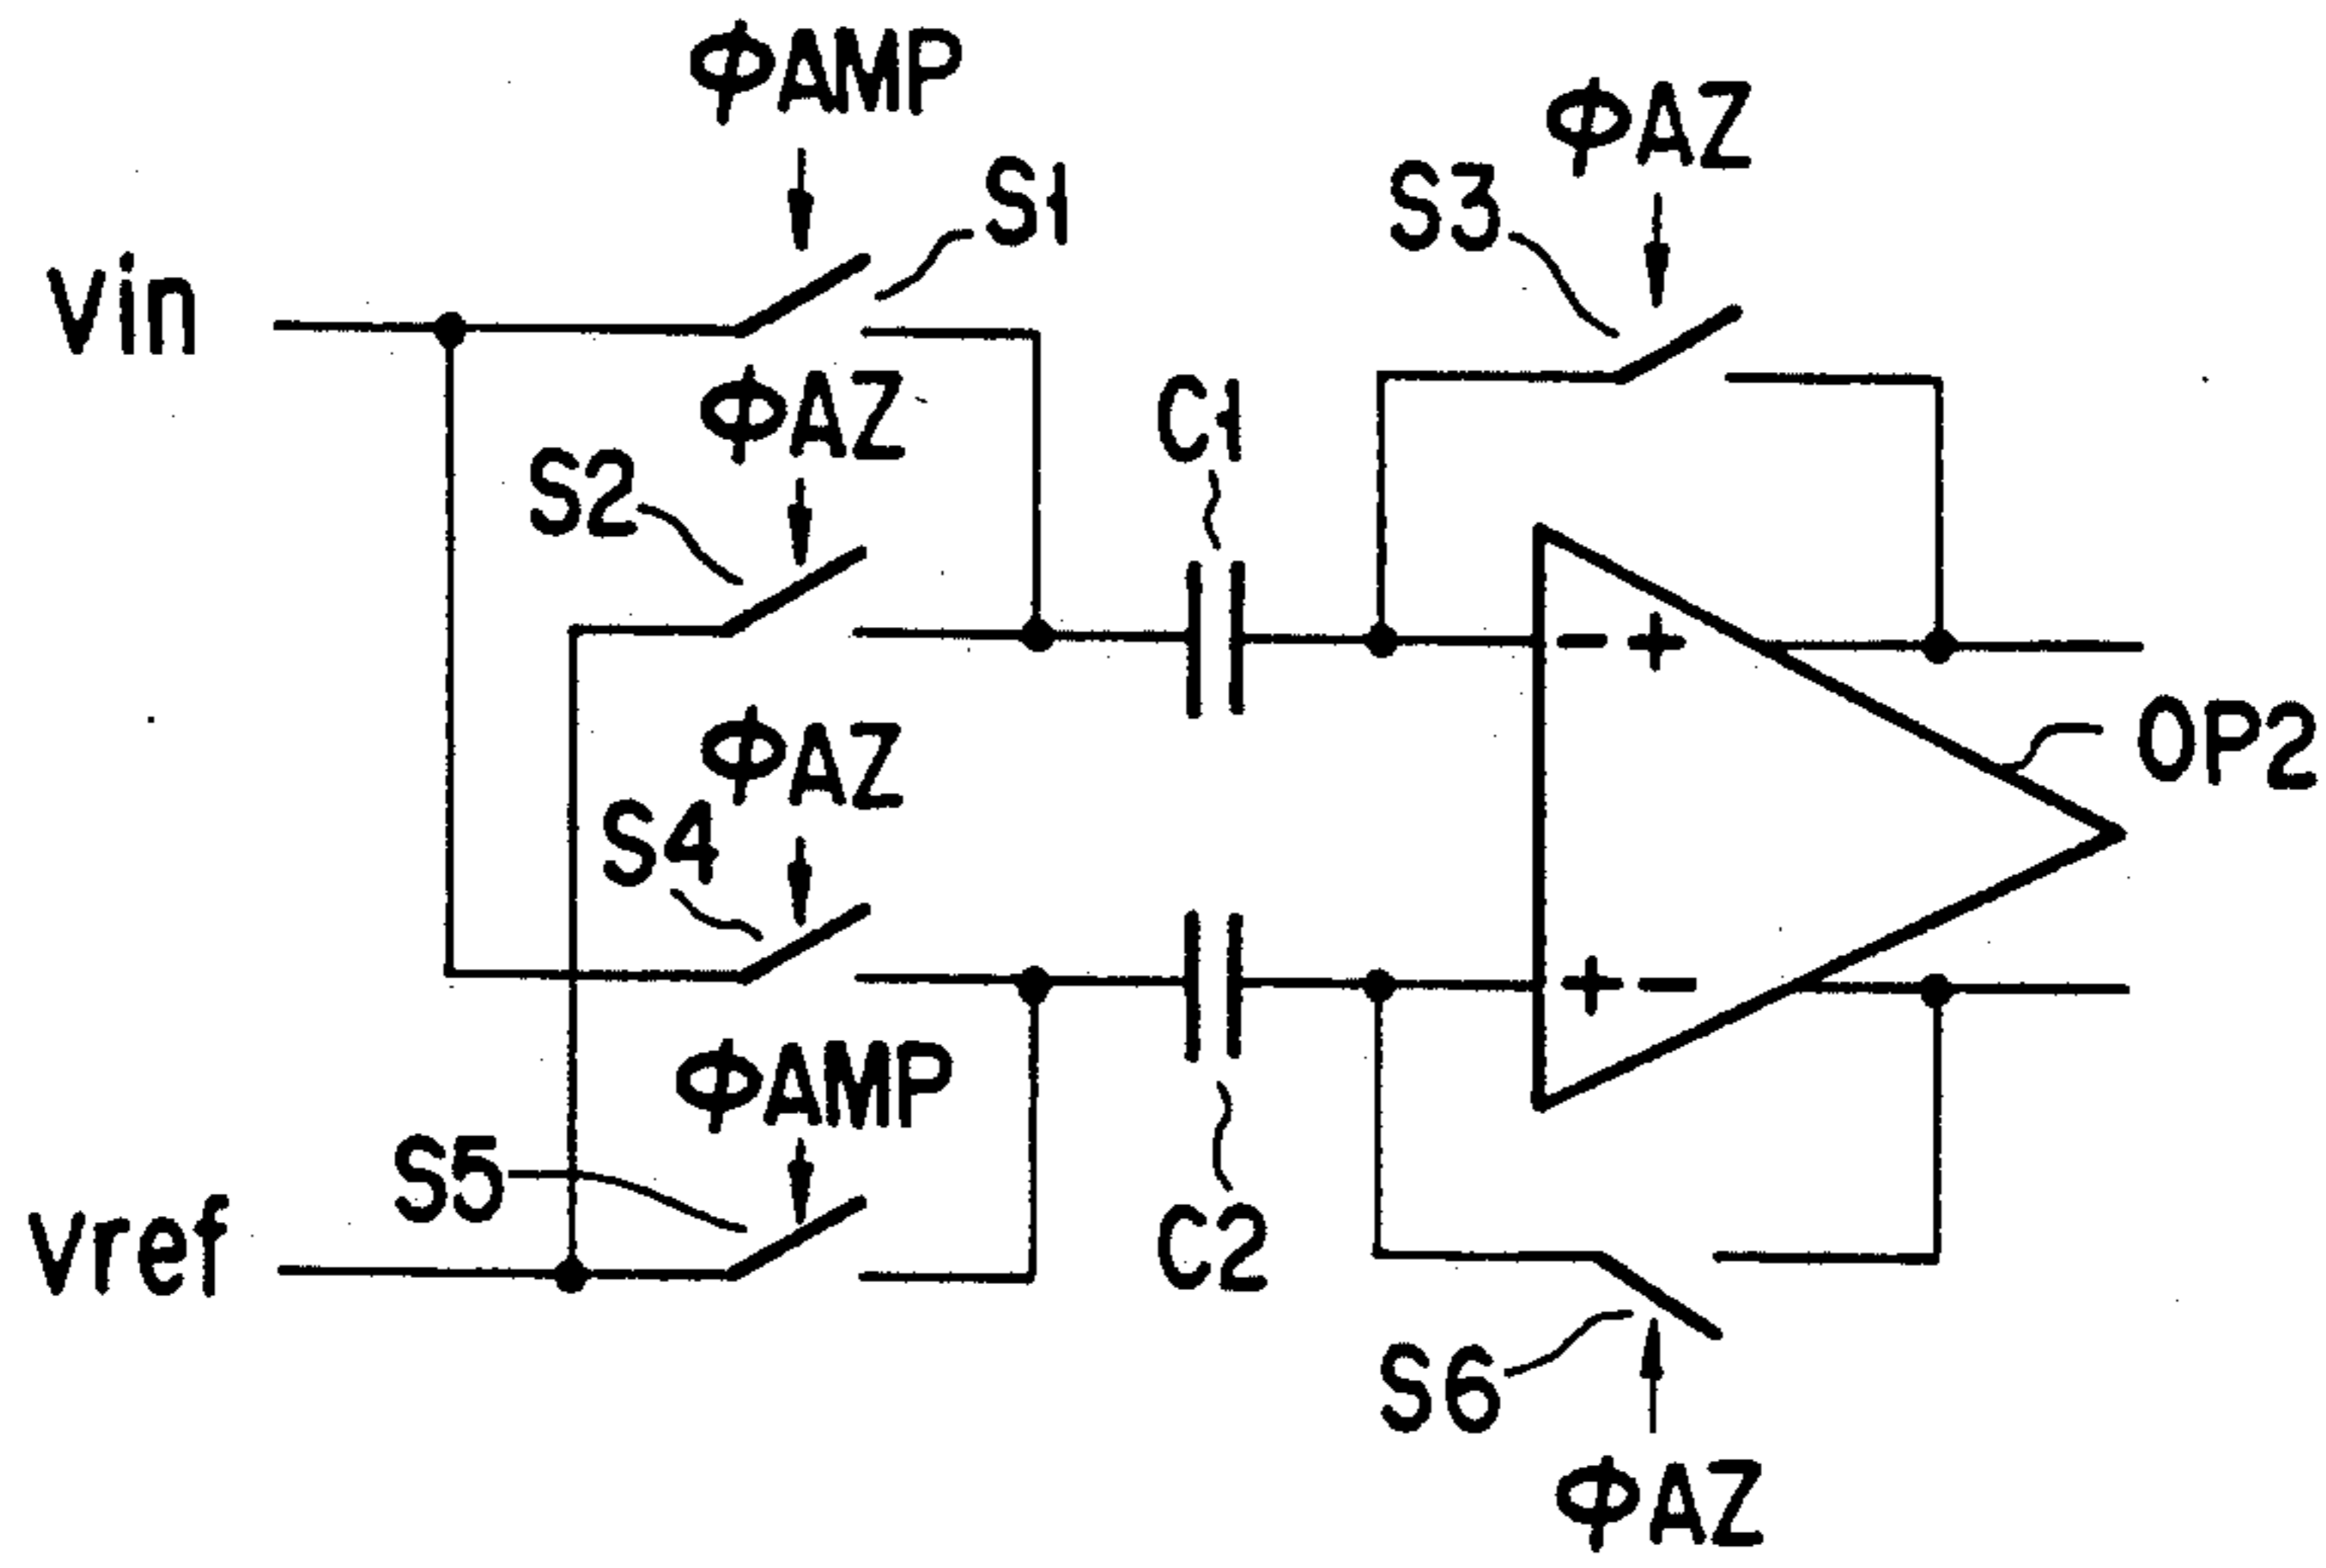 ΦAMP
ΦAZ
S1
S3
vin
ΦAZ
C1
S2
- +
ΦAZ
OP2
S4
+ -
ΦAMP
S5
vref
C2
S6
ΦAZ